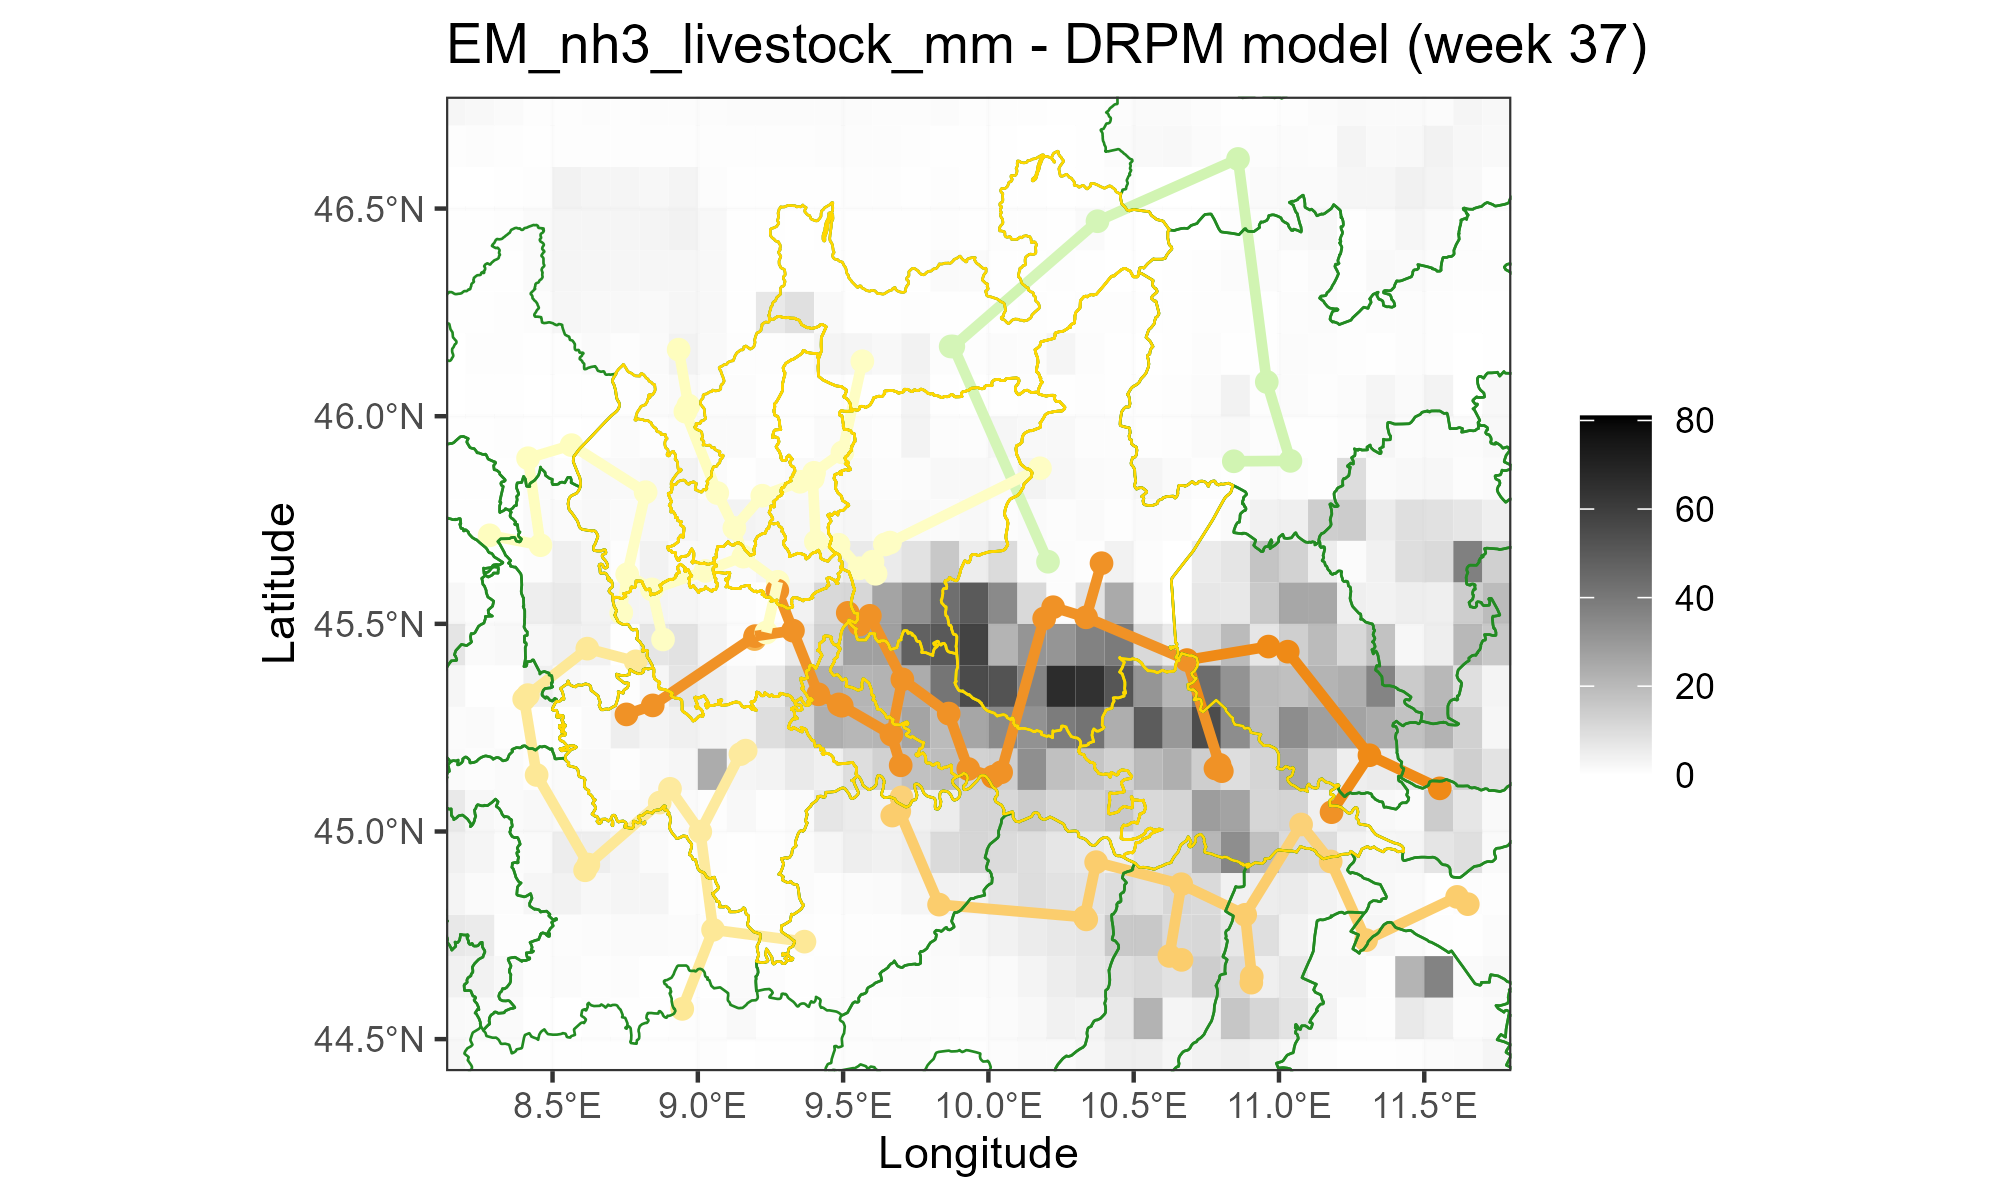 EM_nh3_livestock_mm - DRPM model (week 37)
46.5°N
46.0°N
45.5°N
45.0°N
44.5°N
Latitude
8.5°E 9.0°E 9.5°E 10.0°E 10.5°E 11.0°E 11.5°E
Longitude
80
60
40
20
0